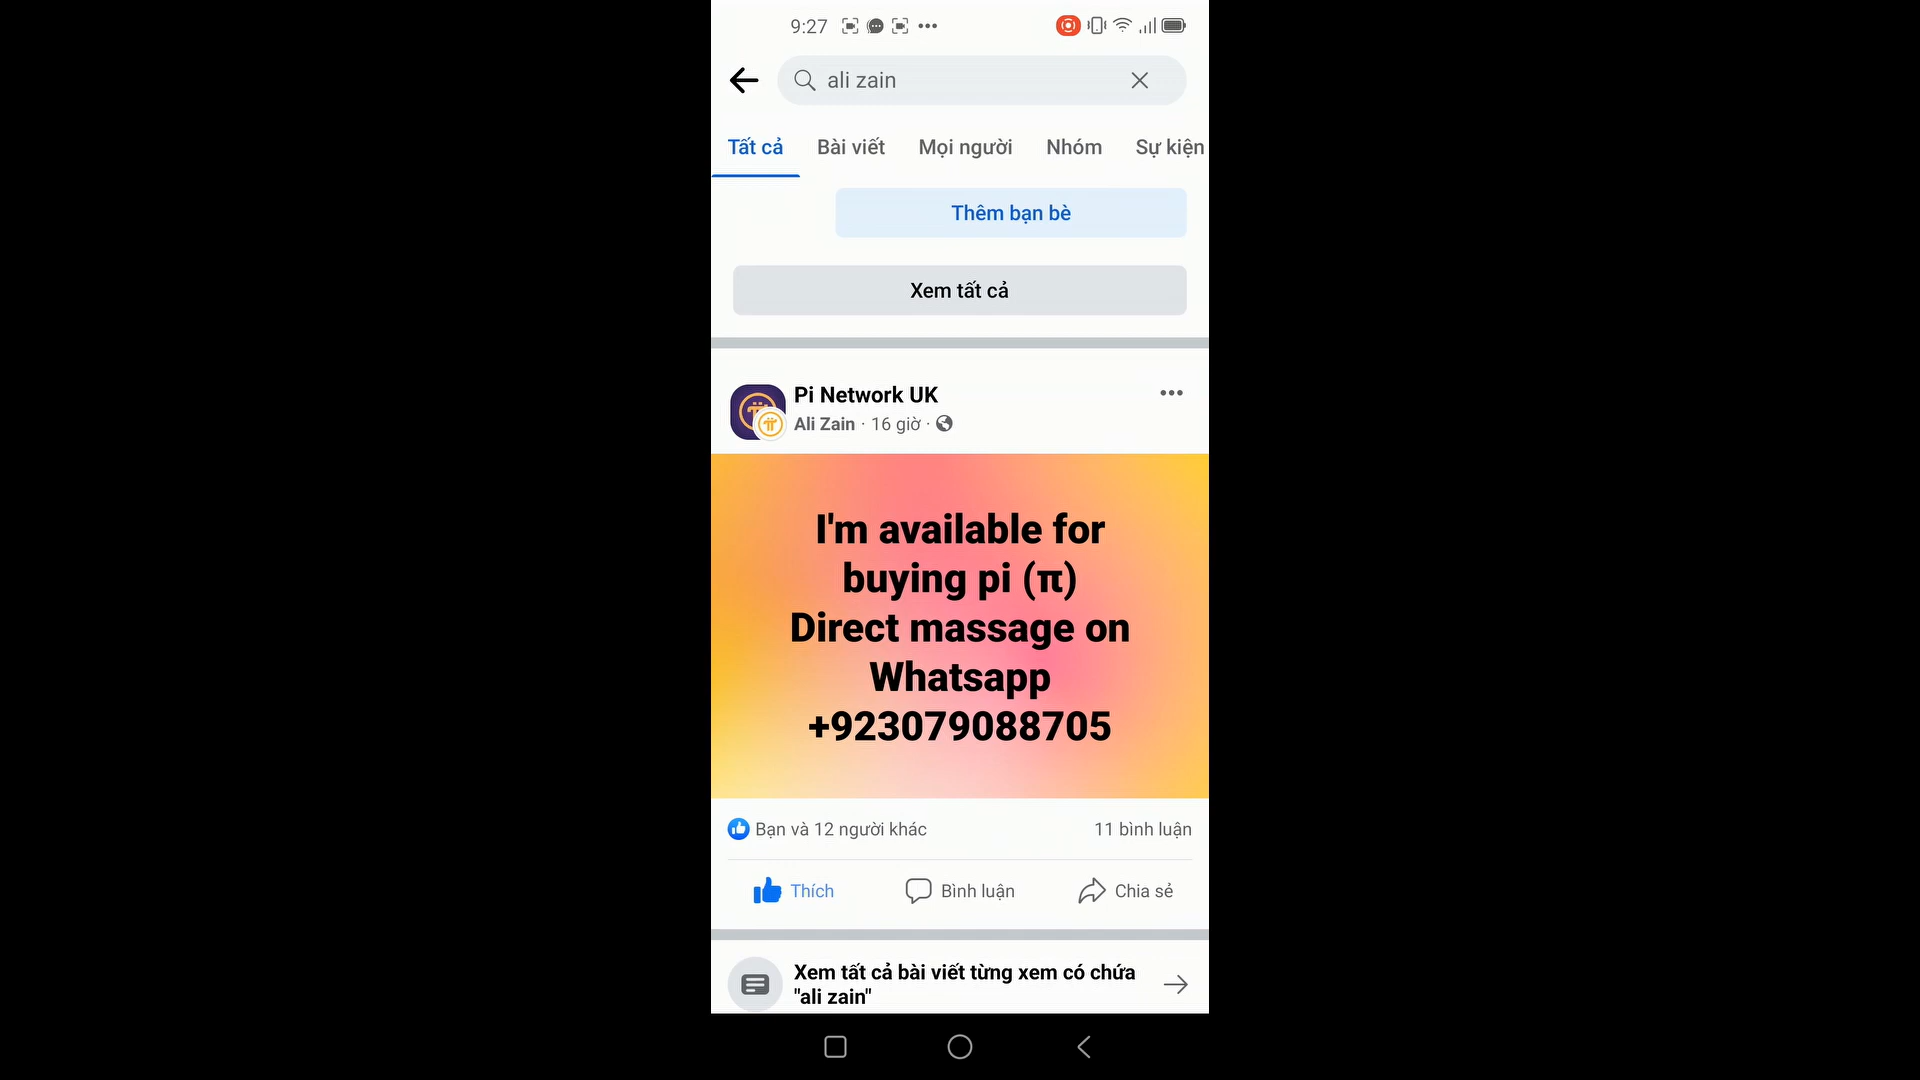 9:27
ali zain
Tất cả Bài viết Mọi người Nhóm Sự kiện
Thêm bạn bè
Xem tất cả
Pi Network UK
Ali Zain · 16 giờ ·
I'm available for
buying pi (π)
Direct massage on
Whatsapp
+923079088705
Bạn và 12 người khác 11 bình luận
Thích Bình luận Chia sẻ
Xem tất cả bài viết từng xem có chứa
"ali zain"